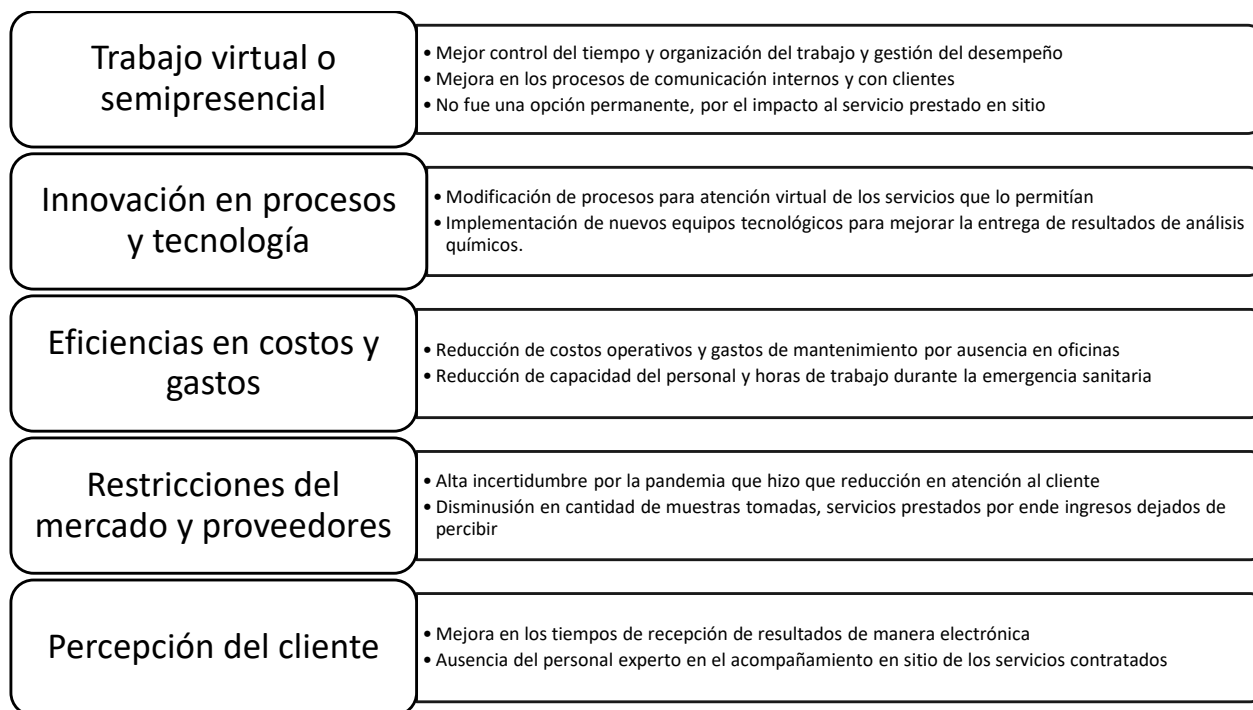 Trabajo virtual o
semipresencial
• Mejor control del tiempo y organización del trabajo y gestión del desempeño
• Mejora en los procesos de comunicación internos y con clientes
• No fue una opción permanente, por el impacto al servicio prestado en sitio
Innovación en procesos
y tecnología
• Modificación de procesos para atención virtual de los servicios que lo permitían
• Implementación de nuevos equipos tecnológicos para mejorar la entrega de resultados de análisis
químicos.
Eficiencias en costos y
gastos
• Reducción de costos operativos y gastos de mantenimiento por ausencia en oficinas
• Reducción de capacidad del personal y horas de trabajo durante la emergencia sanitaria
Restricciones del
mercado y proveedores
• Alta incertidumbre por la pandemia que hizo que reducción en atención al cliente
• Disminusión en cantidad de muestras tomadas, servicios prestados por ende ingresos dejados de
percibir
Percepción del cliente
• Mejora en los tiempos de recepción de resultados de manera electrónica
• Ausencia del personal experto en el acompañamiento en sitio de los servicios contratados